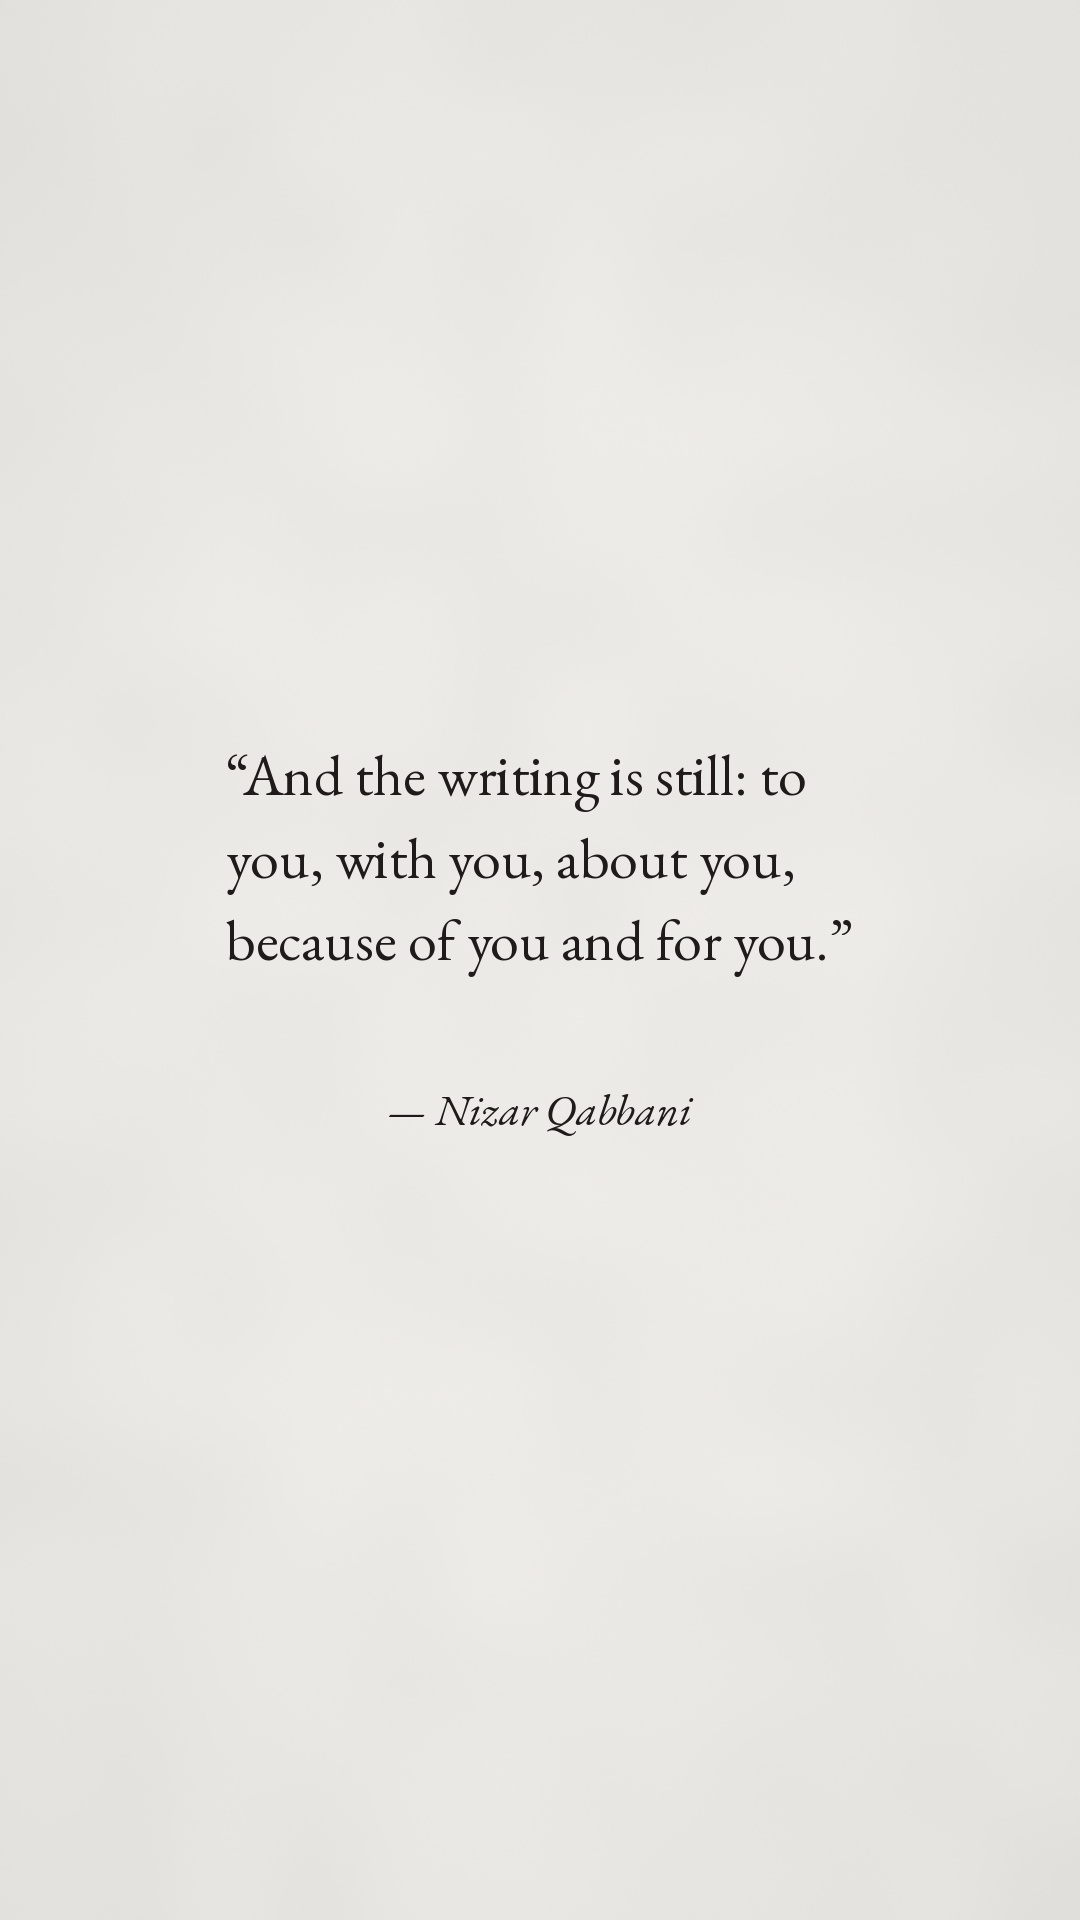 “And the writing is still: to
you, with you, about you,
because of you and for you.”
— Nizar Qabbani